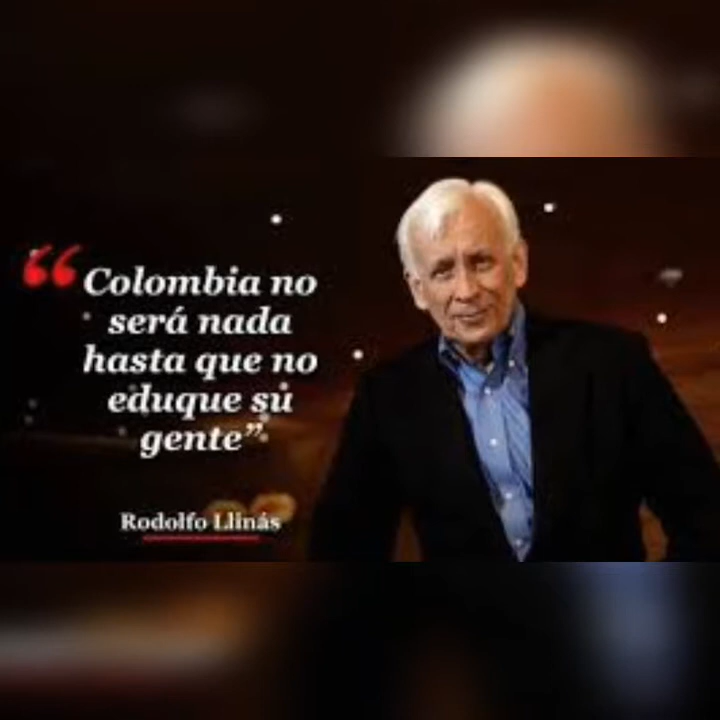 “Colombia no
será nada
hasta que no
eduque su
gente”
Rodolfo Llinás